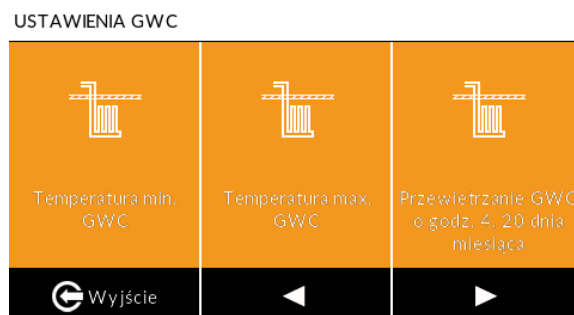 USTAWIENIA GWC
Temperatura min.
GWC
Temperatura max.
GWC
Przewietrzanie GWC
o godz. 4, 20 dnia
miesiąca
Wyjście